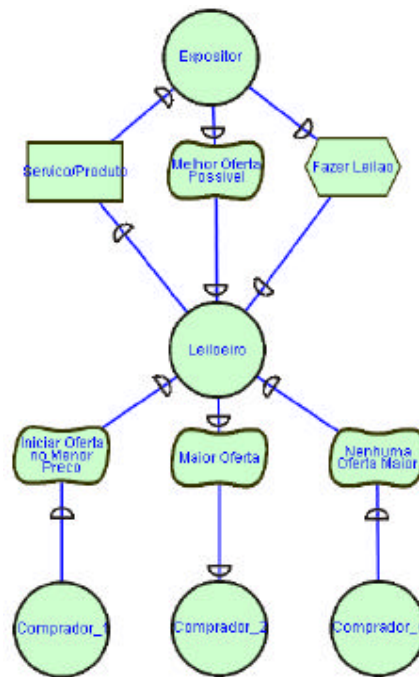 Expositor
Servico/Produto
Melhor Oferta
Possivel
Fazer Leilao
Leiloeiro
Iniciar Oferta
no Menor
Preco
Maior Oferta
Nenhuma
Oferta Maior
Comprador_1
Comprador_2
Comprador_